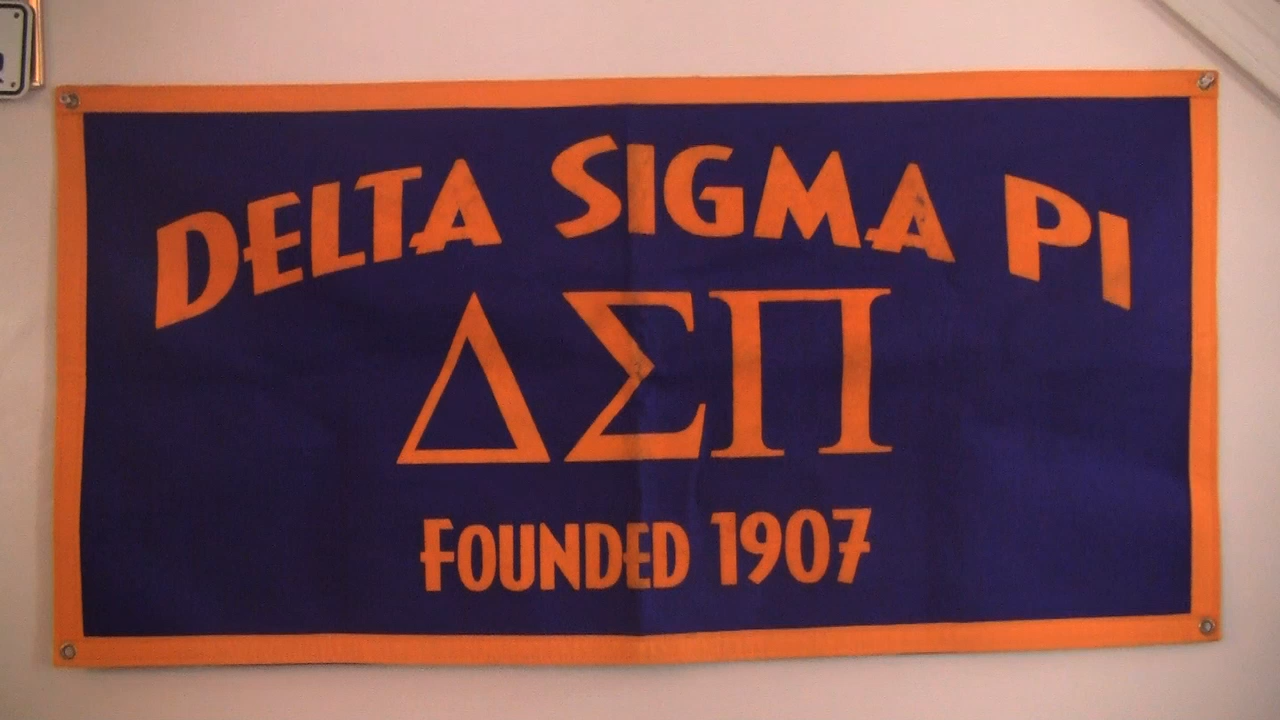 DELTA SIGMA PI
ΔΣΠ
FOUNDED 1907